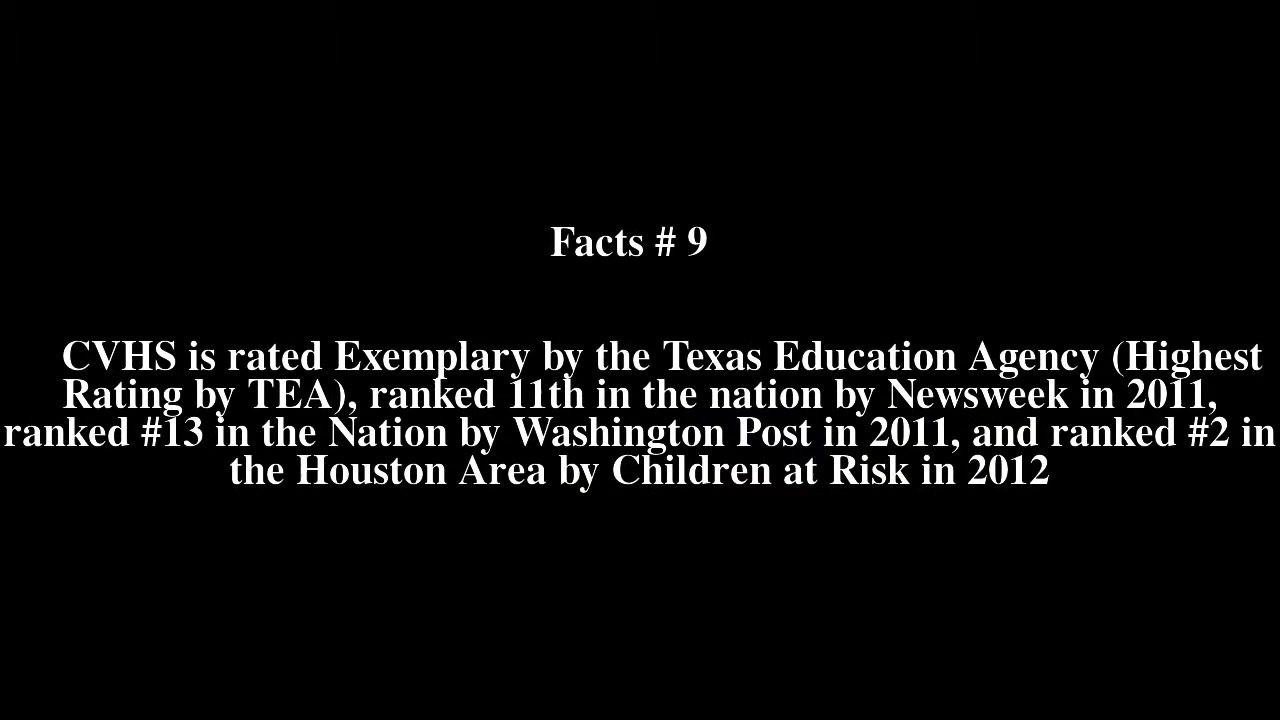 Facts # 9
CVHS is rated Exemplary by the Texas Education Agency (Highest
Rating by TEA), ranked 11th in the nation by Newsweek in 2011,
ranked #13 in the Nation by Washington Post in 2011, and ranked #2 in
the Houston Area by Children at Risk in 2012